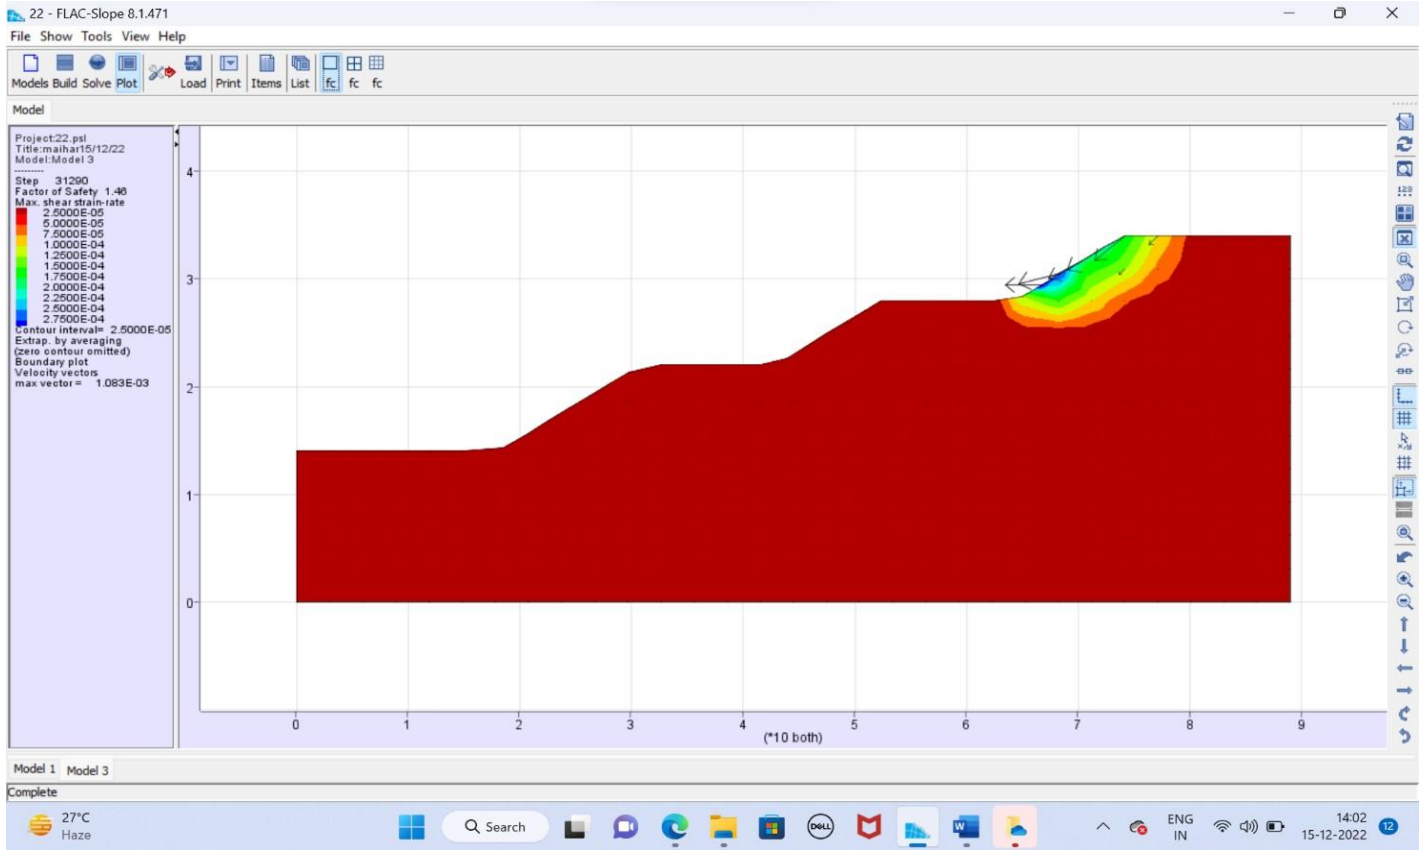 22 - FLAC-Slope 8.1.471
File Show Tools View Help
Models Build Solve Plot Load Print Items List fc fc fc
Model
Project:22.psl
Title:maihar15/12/22
Model:Model 3
---------
Step 31290
Factor of Safety 1.46
Max. shear strain-rate
2.5000E-05
5.0000E-05
7.5000E-05
1.0000E-04
1.2500E-04
1.5000E-04
1.7500E-04
2.0000E-04
2.2500E-04
2.5000E-04
2.7500E-04
Contour interval= 2.5000E-05
Extrap. by averaging
(zero contour omitted)
Boundary plot
Velocity vectors
max vector = 1.083E-03
4
3
2
1
0
0 1 2 3 4 5 6 7 8 9
(*10 both)
123
x,y
Model 1 Model 3
Complete
27°C
Haze
Search
DELL
W
ENG
IN
14:02
15-12-2022
12